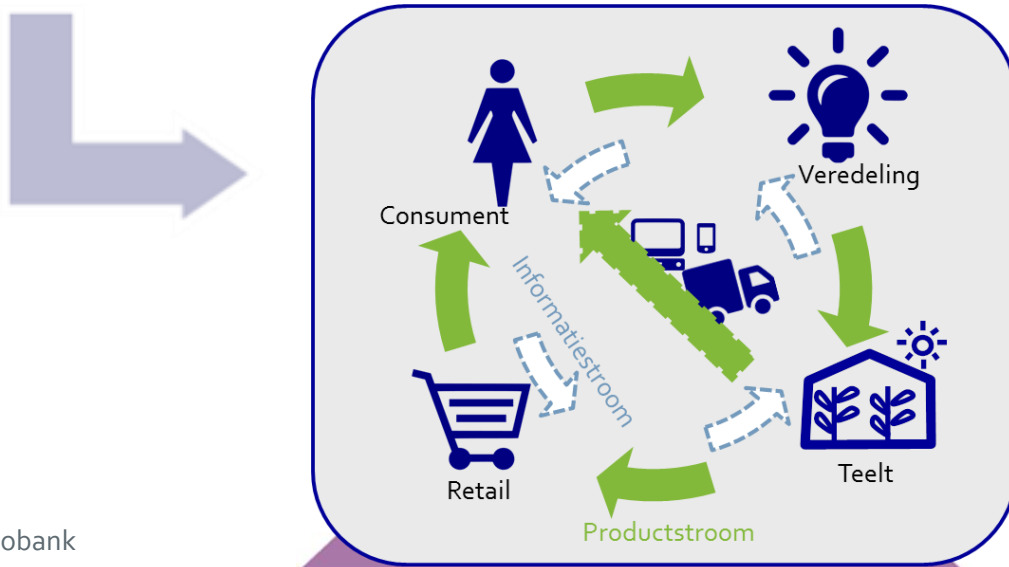 Veredeling
Consument
Informatiestroom
Retail
Teelt
Productstroom
obank